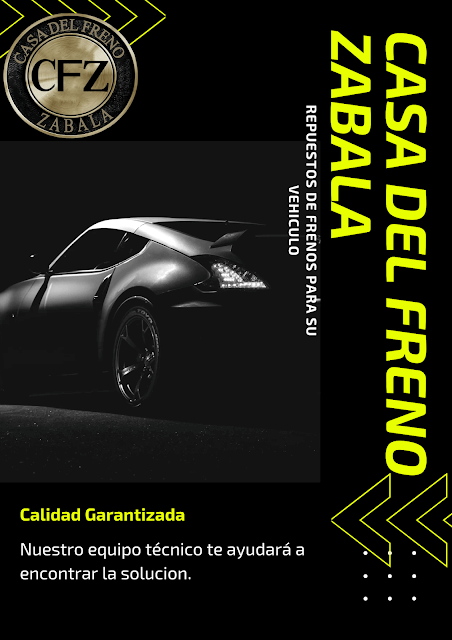 CASA DEL FRENO
CFZ
ZABALA
CASA DEL FRENO
ZABALA
REPUESTOS DE FRENOS PARA SU
VEHICULO
Calidad Garantizada
Nuestro equipo técnico te ayudará a
encontrar la solucion.